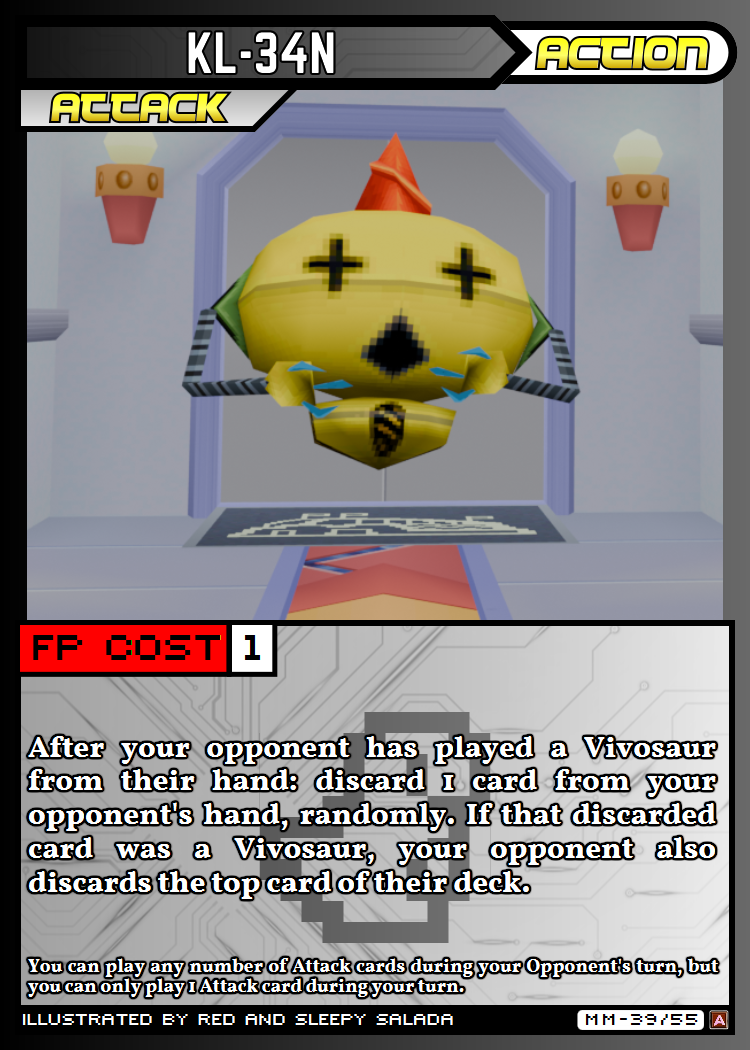 KL-34N
ACTION
ATTACK
FP COST 1
After your opponent has played a Vivosaur
from their hand: discard 1 card from your
opponent's hand, randomly. If that discarded
card was a Vivosaur, your opponent also
discards the top card of their deck.
You can play any number of Attack cards during your Opponent's turn, but
you can only play 1 Attack card during your turn.
ILLUSTRATED BY RED AND SLEEPY SALADA
MM-39/55 A